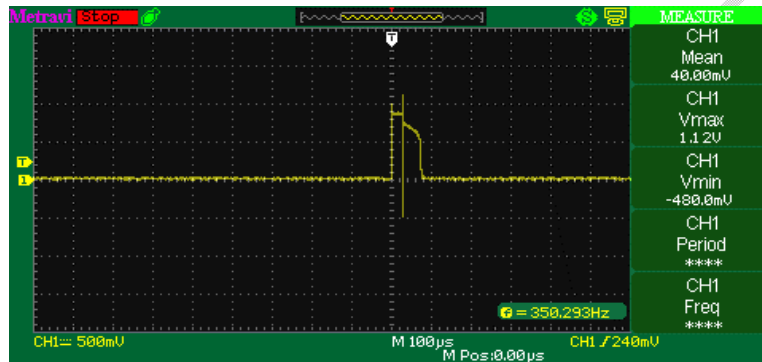 Metravi Stop T S MEASURE
T
CH1
Mean
40.00mV
CH1
Vmax
1.12V
T
CH1
1
Vmin
-480.0mV
CH1
Period
****
CH1
Freq
= 350.293Hz
****
CH1 500mV M 100µs CH1 240mV
M Pos:0.00µs